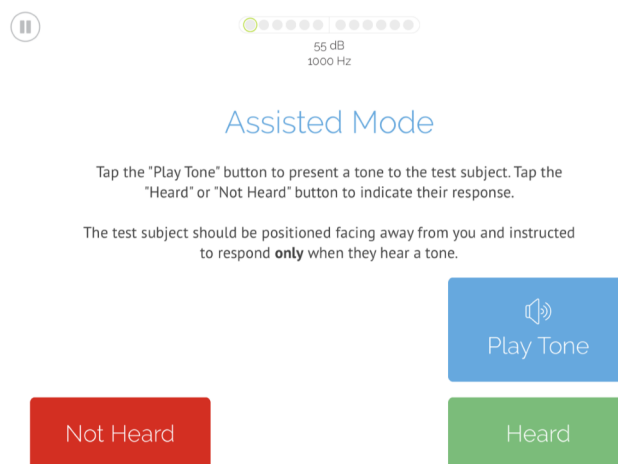 55 dB
1000 Hz
Assisted Mode
Tap the "Play Tone" button to present a tone to the test subject. Tap the
"Heard" or "Not Heard" button to indicate their response.
The test subject should be positioned facing away from you and instructed
to respond only when they hear a tone.
Play Tone
Not Heard
Heard